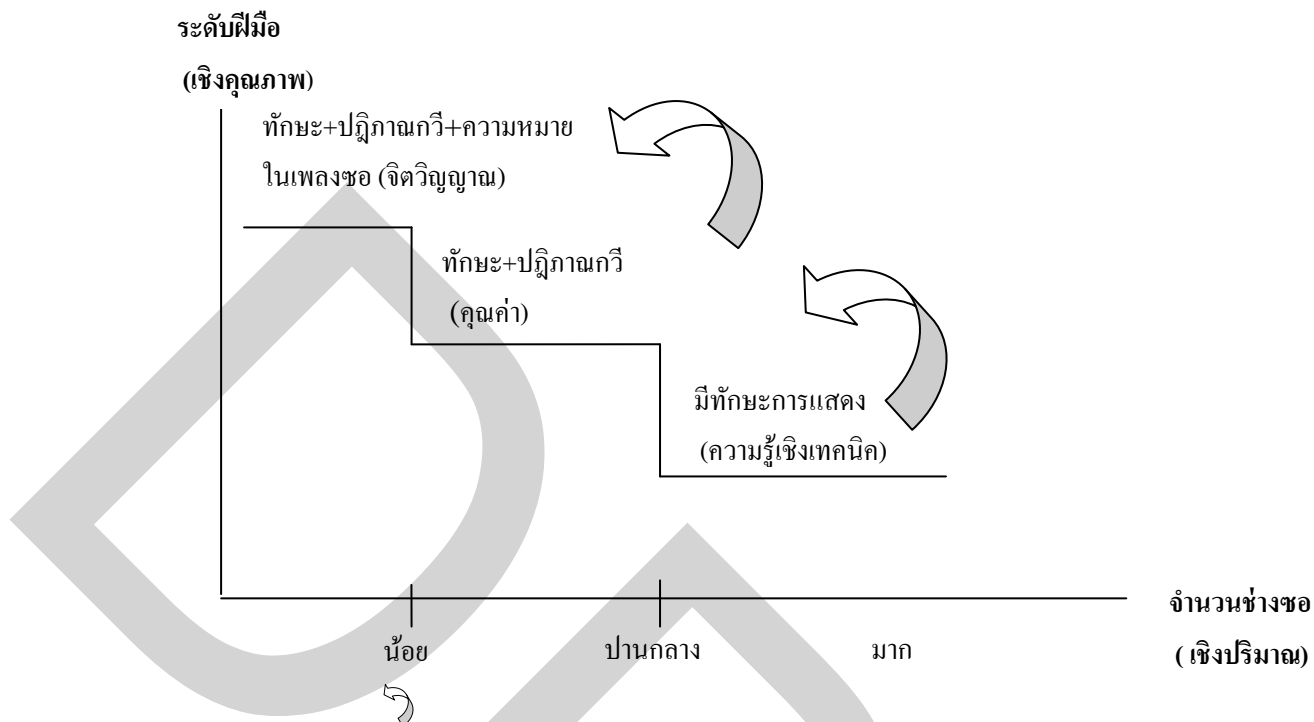 ระดับฝีมือ
(เชิงคุณภาพ)
ทักษะ+ปฎิภาณกวี+ความหมาย
ในเพลงซอ (จิตวิญญาณ)
ทักษะ+ปฎิภาณกวี
(คุณค่า)
มีทักษะการแสดง
(ความรู้เชิงเทคนิค)
น้อย
ปานกลาง
มาก
จำนวนช่างซอ
( เชิงปริมาณ)